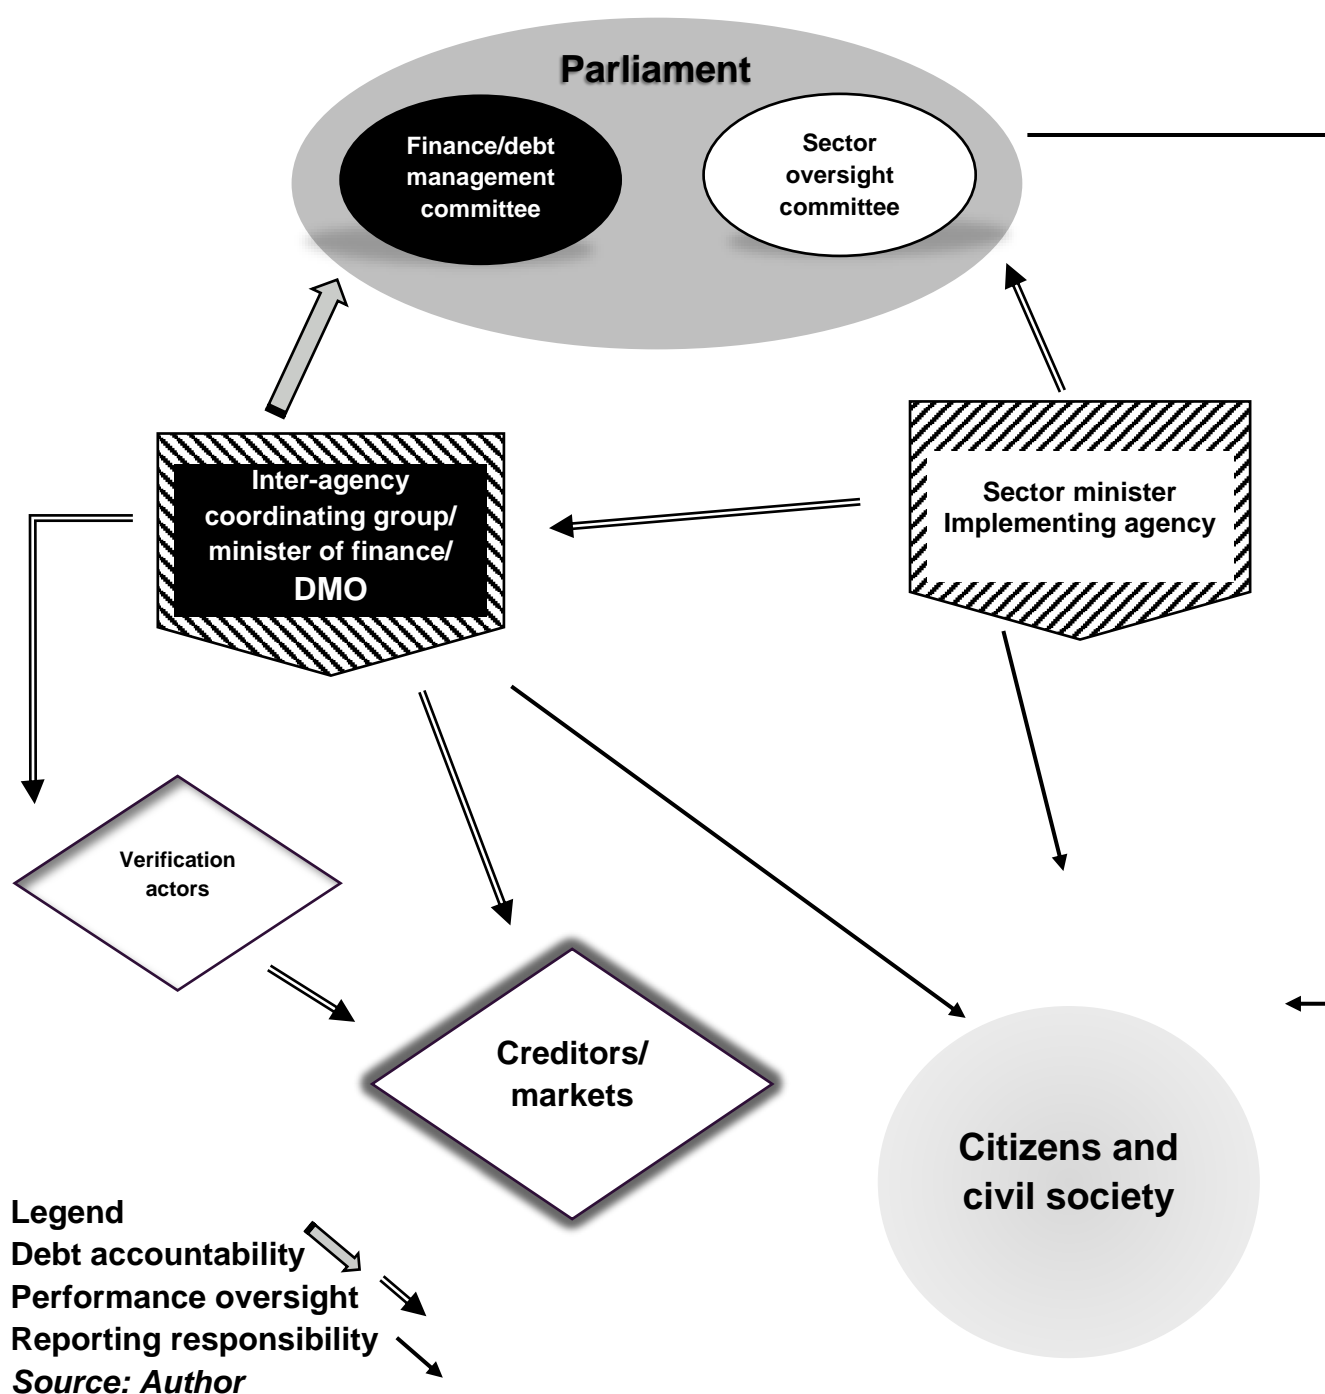 Parliament
Finance/debt
management
committee
Sector
oversight
committee
Inter-agency
coordinating group/
minister of finance/
DMO
Sector minister
Implementing agency
Verification
actors
Creditors/
markets
Citizens and
civil society
Legend
Debt accountability
Performance oversight
Reporting responsibility
Source: Author